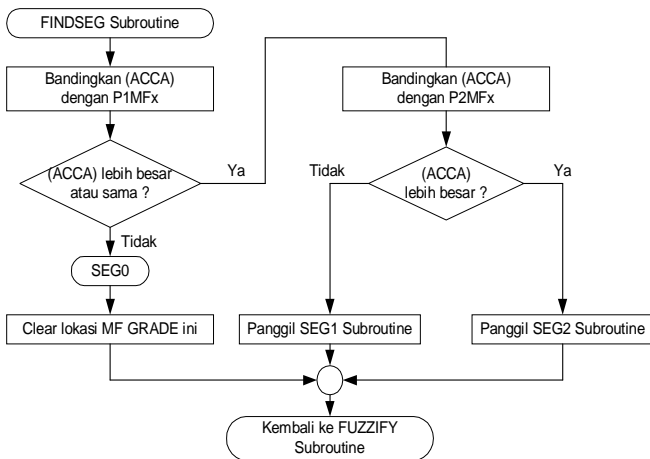 FINDSEG Subroutine
Bandingkan (ACCA)
dengan P1MFx
(ACCA) lebih besar
atau sama ?
Ya
Tidak
SEG0
Clear lokasi MF GRADE ini
Bandingkan (ACCA)
dengan P2MFx
(ACCA)
lebih besar ?
Tidak
Ya
Panggil SEG1 Subroutine
Panggil SEG2 Subroutine
Kembali ke FUZZIFY
Subroutine